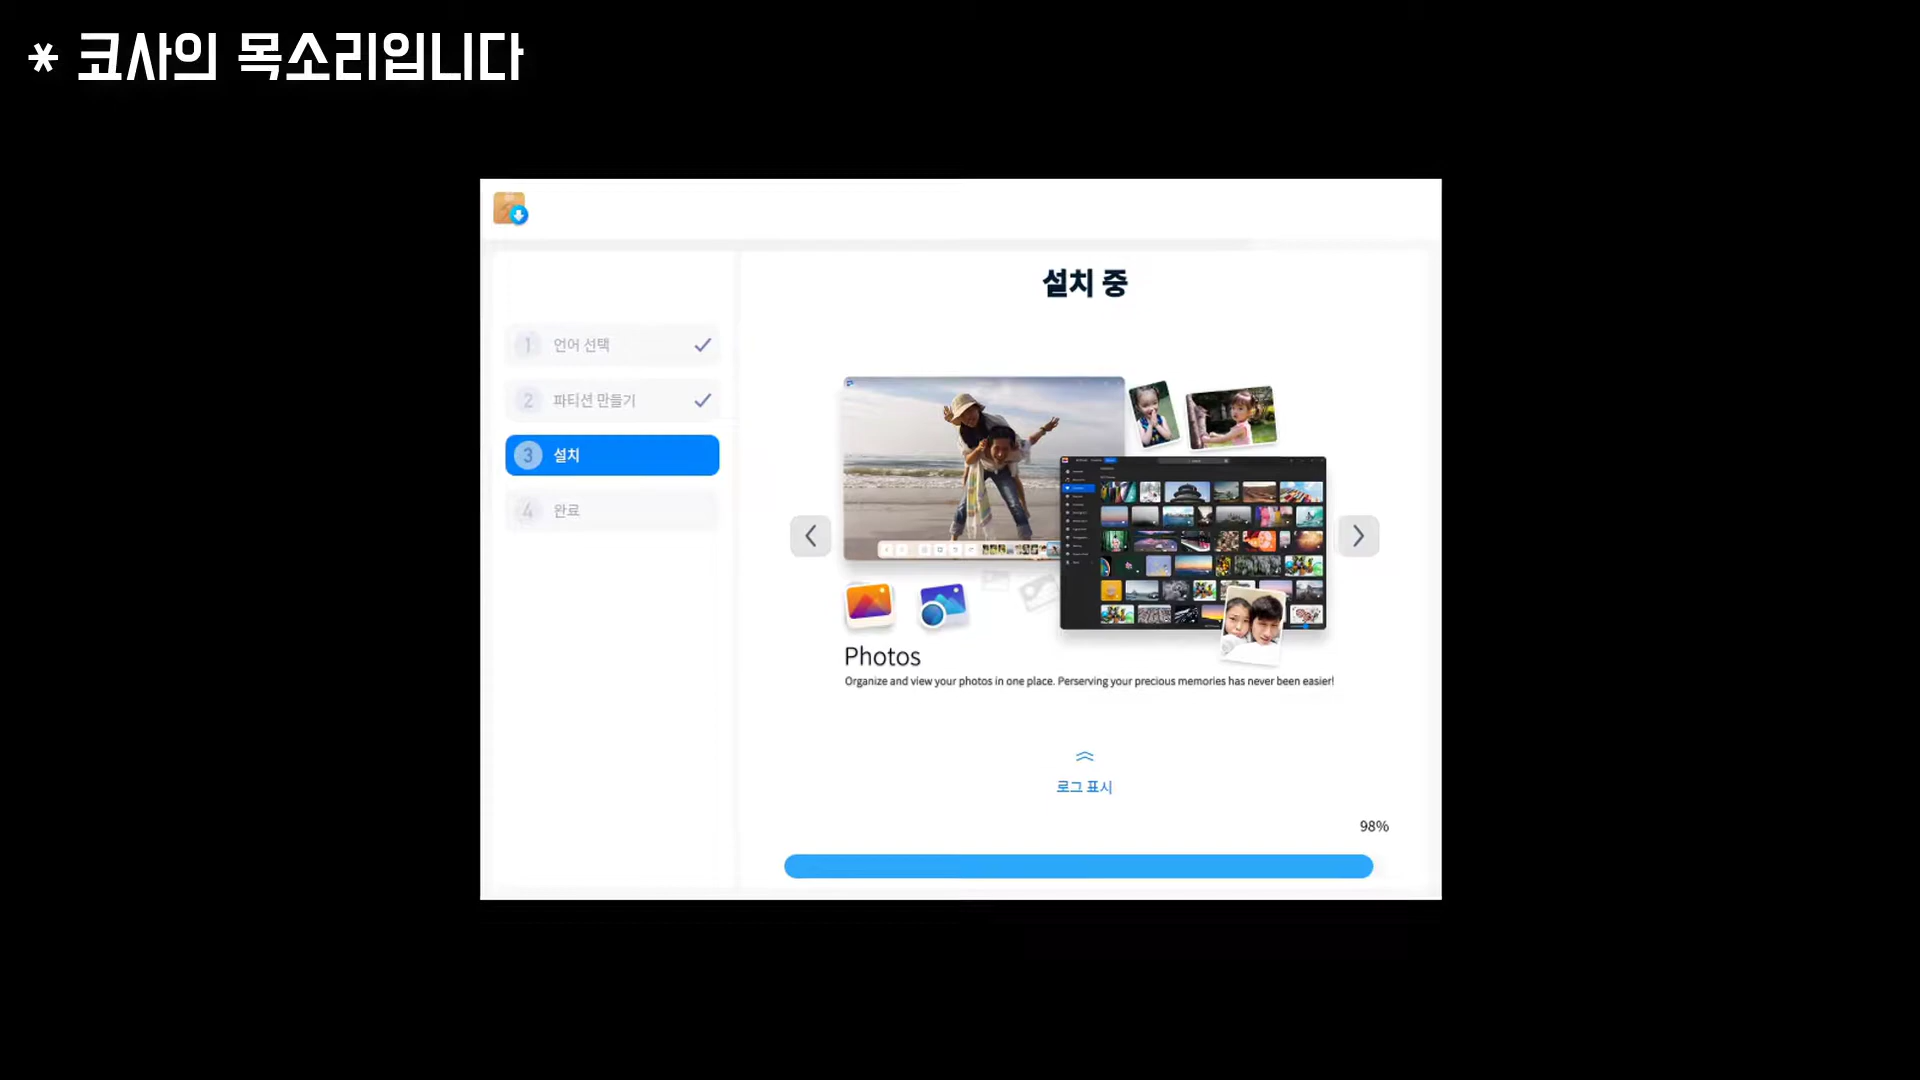 * 코사의 목소리입니다
설치 중
1 언어 선택
2 파티션 만들기
3 설치
4 완료
Photos
Organize and view your photos in one place. Perserving your precious memories has never been easier!
로그 표시
98%